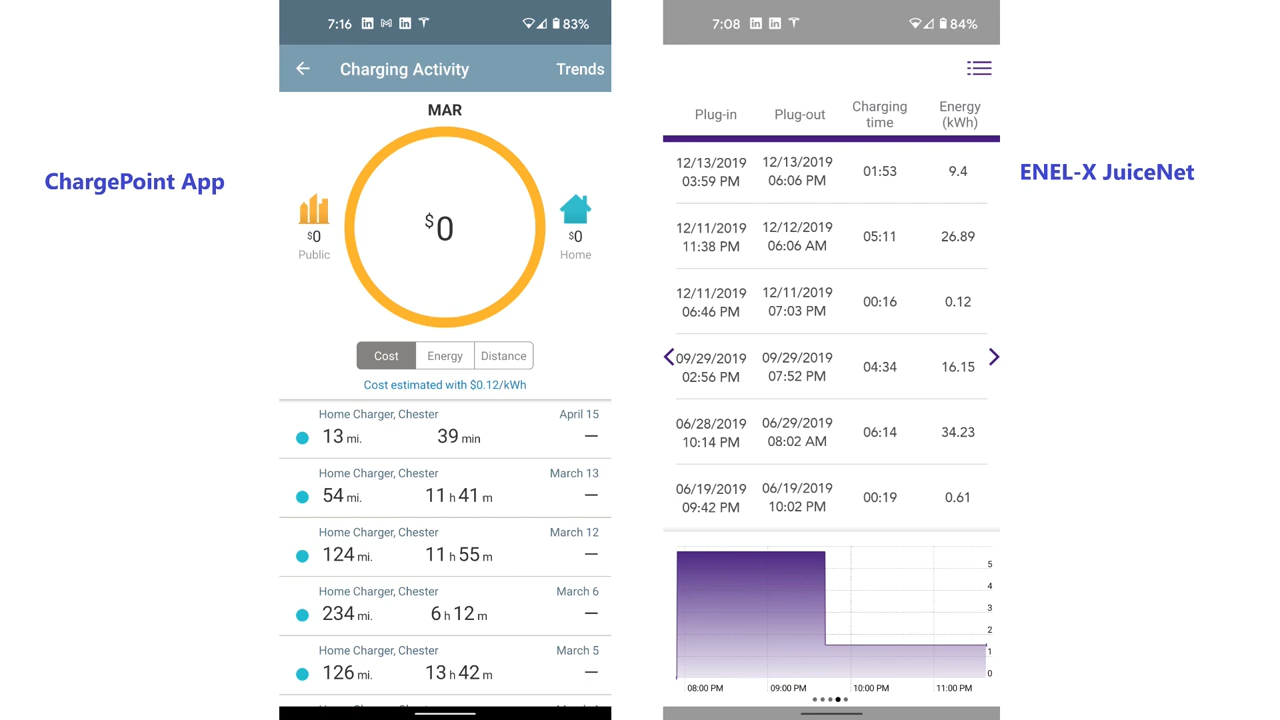 ChargePoint App
7:16
83%
Charging Activity
Trends
MAR
$0
$0
Public
$0
Home
Cost
Energy
Distance
Cost estimated with $0.12/kWh
Home Charger, Chester April 15
13 mi. 39 min —
Home Charger, Chester March 13
54 mi. 11 h 41 m —
Home Charger, Chester March 12
124 mi. 11 h 55 m —
Home Charger, Chester March 6
234 mi. 6 h 12 m —
Home Charger, Chester March 5
126 mi. 13 h 42 m —
7:08
84%
ENEL-X JuiceNet
Plug-in Plug-out Charging time Energy (kWh)
12/13/2019 12/13/2019
03:59 PM 06:06 PM 01:53 9.4
12/11/2019 12/12/2019
11:38 PM 06:06 AM 05:11 26.89
12/11/2019 12/11/2019
06:46 PM 07:03 PM 00:16 0.12
09/29/2019 09/29/2019
02:56 PM 07:52 PM 04:34 16.15
06/28/2019 06/29/2019
10:14 PM 08:02 AM 06:14 34.23
06/19/2019 06/19/2019
09:42 PM 10:02 PM 00:19 0.61
5
4
3
2
1
0
08:00 PM 09:00 PM 10:00 PM 11:00 PM